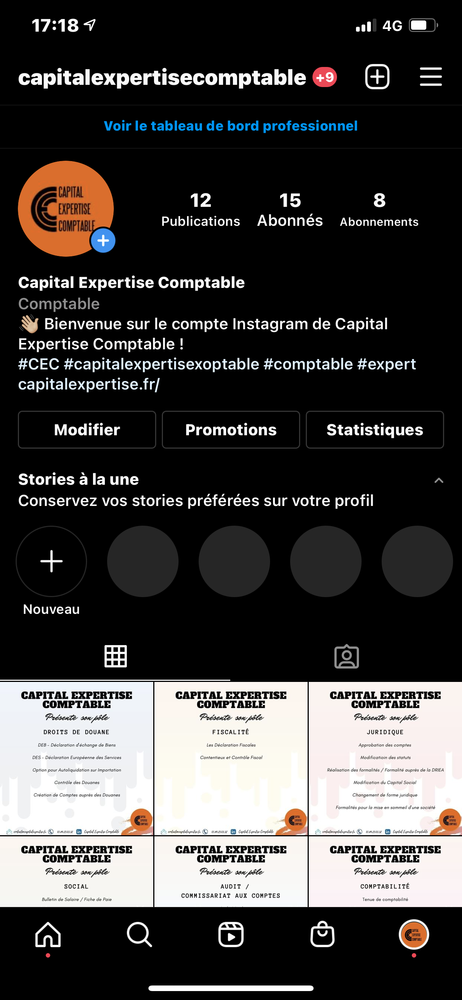 17:18
4G
capitalexpertisecomptable +9
Voir le tableau de bord professionnel
CAPITAL
EXPERTISE
COMPTABLE
12 15 8
Publications Abonnés Abonnements
Capital Expertise Comptable
Comptable
👋🏼 Bienvenue sur le compte Instagram de Capital
Expertise Comptable !
#CEC #capitalexpertisexoptable #comptable #expert
capitalexpertise.fr/
Modifier Promotions Statistiques
Stories à la une
Conservez vos stories préférées sur votre profil
Nouveau
CAPITAL EXPERTISE
COMPTABLE
Présente son pôle
DROITS DE DOUANE
DEB - Déclaration d'échange de Biens
DES - Déclaration Européenne des Services
Option pour Autoliquidation sur Importation
Contrôle des Douanes
Création de Comptes auprès des Douanes
contact@capitalexpertise.fr 01.89.23.03.32 Capital Expertise Comptable
CAPITAL EXPERTISE
COMPTABLE
Présente son pôle
FISCALITÉ
Les Déclaration Fiscales
Contentieux et Contrôle Fiscal
contact@capitalexpertise.fr 01.89.23.03.32 Capital Expertise Comptable
CAPITAL EXPERTISE
COMPTABLE
Présente son pôle
JURIDIQUE
Approbation des comptes
Modificatioin des statuts
Réalisation des formalités / Formalité auprès de la DRIEA
Modification du Capital Social
Changement de forme juridique
Formalités pour la mise en sommeil d'une société
contact@capitalexpertise.fr 01.89.23.03.32 Capital Expertise Comptable
CAPITAL EXPERTISE
COMPTABLE
Présente son pôle
SOCIAL
Bulletin de Salaire / Fiche de Paie
CAPITAL EXPERTISE
COMPTABLE
Présente son pôle
AUDIT /
COMMISSARIAT AUX COMPTES
CAPITAL EXPERTISE
COMPTABLE
Présente son pôle
COMPTABILITÉ
Tenue de comptabilité
CAPITAL
EXPERTISE
COMPTABLE